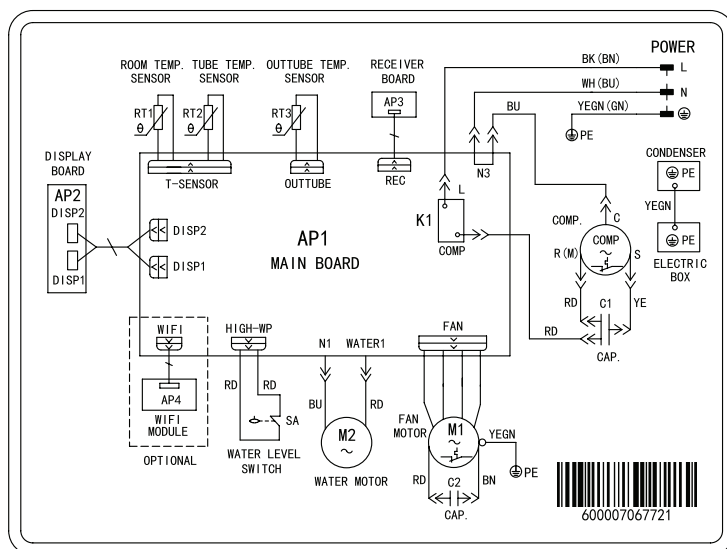 POWER
ROOM TEMP. SENSOR
TUBE TEMP. SENSOR
OUTTUBE TEMP. SENSOR
RECEIVER BOARD
BK(BN)
L
WH(BU)
N
YEGN(GN)
PE
BU
RT1
θ
RT2
θ
RT3
θ
AP3
T-SENSOR
OUTTUBE
REC
N3
L
DISPLAY BOARD
AP2
DISP2
DISP1
DISP2
DISP1
AP1
MAIN BOARD
K1
COMP
CONDENSER
PE
YEGN
PE
ELECTRIC BOX
COMP.
C
COMP
R(M)
S
RD
C1
YE
RD
CAP.
WIFI
AP4
WIFI MODULE
OPTIONAL
HIGH-WP
RD
RD
SA
WATER LEVEL SWITCH
N1
WATER1
BU
RD
M2
WATER MOTOR
FAN
FAN MOTOR
M1
YEGN
PE
RD
C2
BN
CAP.
600007067721